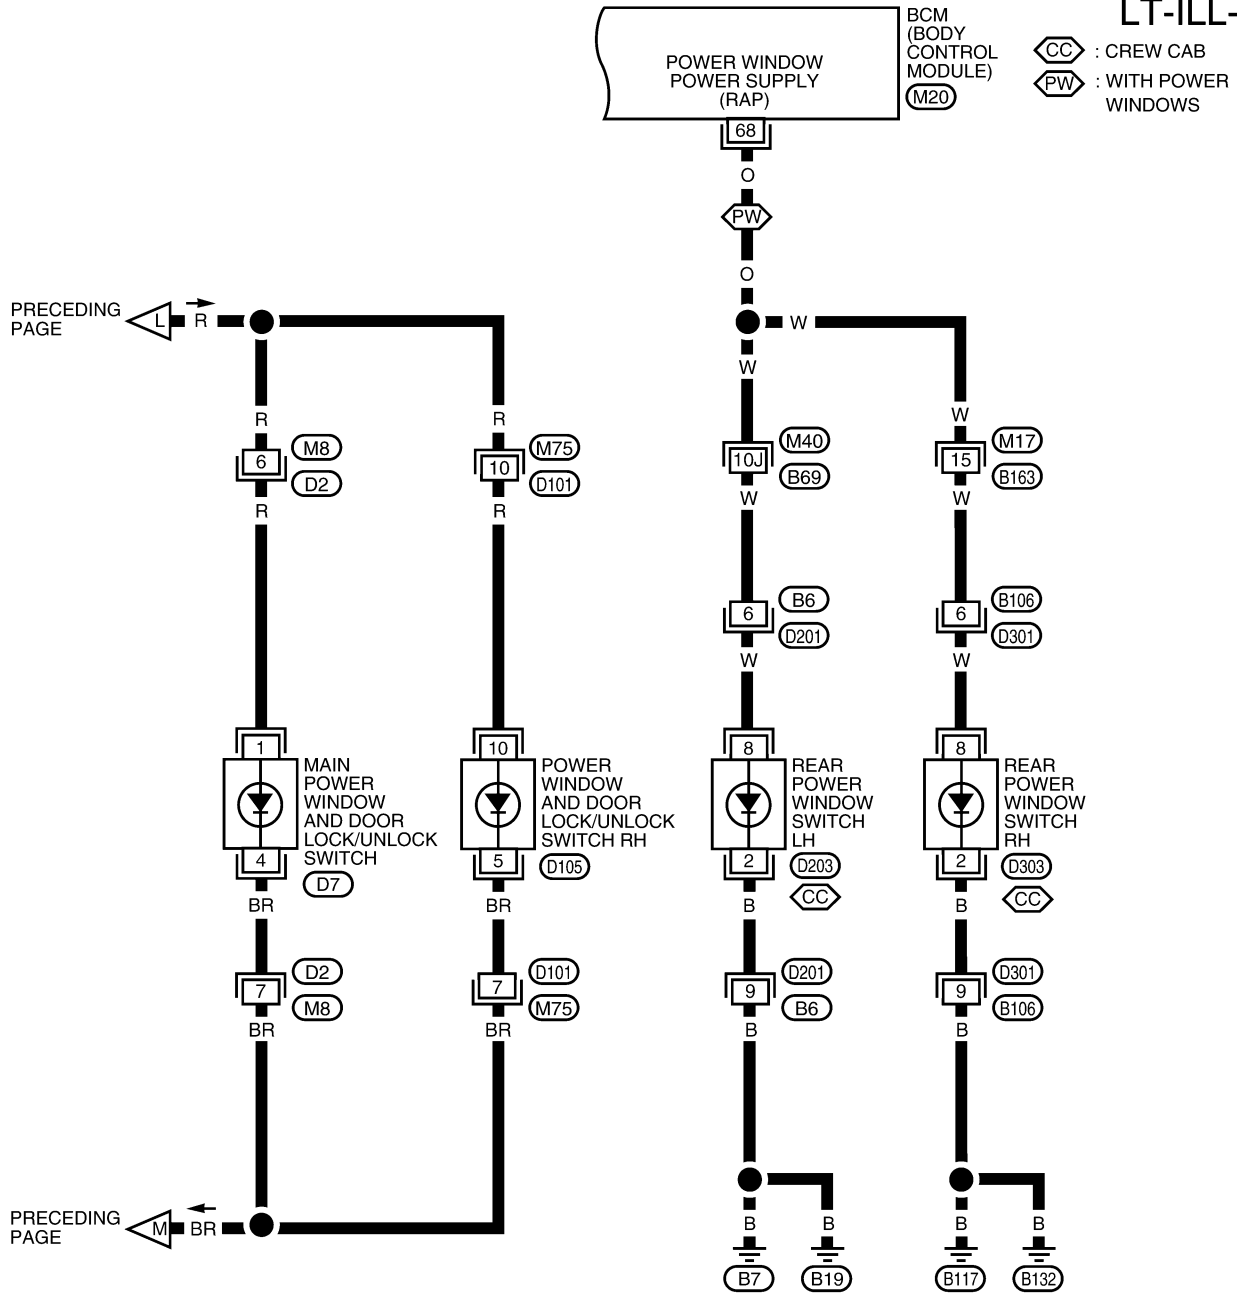 LT-ILL-
BCM
(BODY
CONTROL
MODULE)
M20
CC : CREW CAB
PW : WITH POWER
WINDOWS
POWER WINDOW
POWER SUPPLY
(RAP)
68
O
PW
O
PRECEDING
PAGE
L R
W
W
W
R
R
6 M8
D2
10 M75
D101
10J M40
B69
15 M17
B163
R
R
W
W
6 B6
D201
6 B106
D301
W
W
1
MAIN
POWER
WINDOW
AND DOOR
LOCK/UNLOCK
SWITCH
D7
4
10
POWER
WINDOW
AND DOOR
LOCK/UNLOCK
SWITCH RH
D105
5
8
REAR
POWER
WINDOW
SWITCH
LH
D203
CC
2
8
REAR
POWER
WINDOW
SWITCH
RH
D303
CC
2
BR
BR
B
B
7 D2
M8
7 D101
M75
9 D201
B6
9 D301
B106
BR
BR
B
B
PRECEDING
PAGE
M BR
B
B
B
B
B7
B19
B117
B132